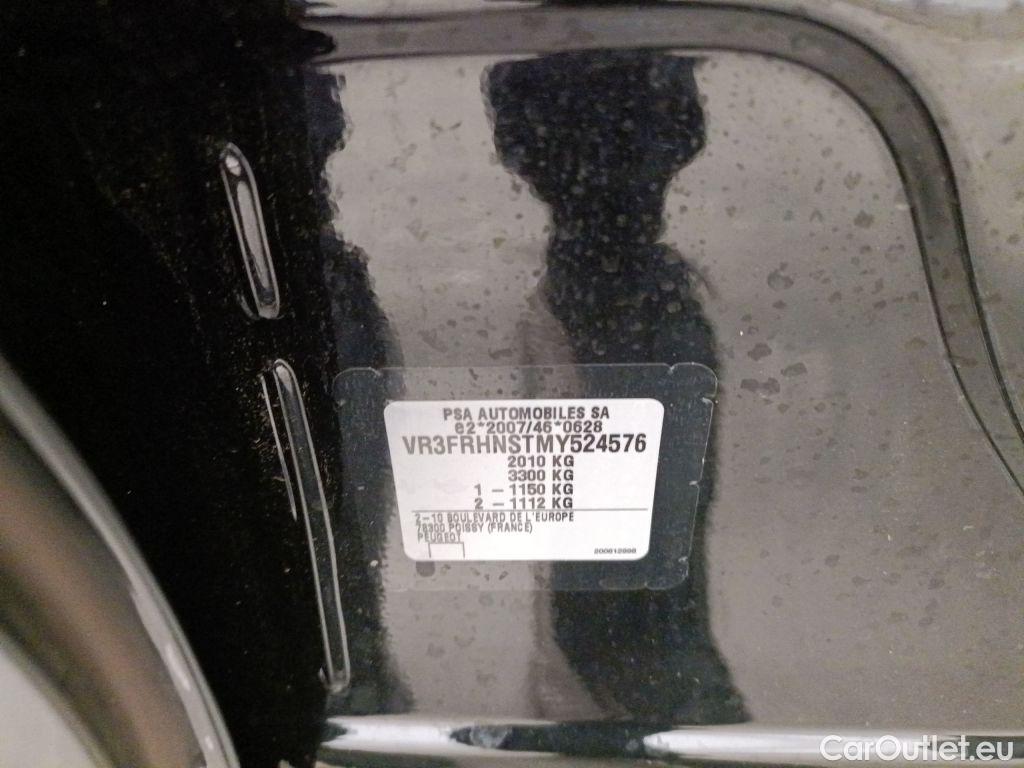 PSA AUTOMOBILES SA
e2*2007/46*0628
VR3FRHNSTMY524576
2010 KG
3300 KG
1 - 1150 KG
2 - 1112 KG
2-10 BOULEVARD DE L'EUROPE
78300 POISSY (FRANCE)
PEUGEOT
200612998
CarOutlet.eu